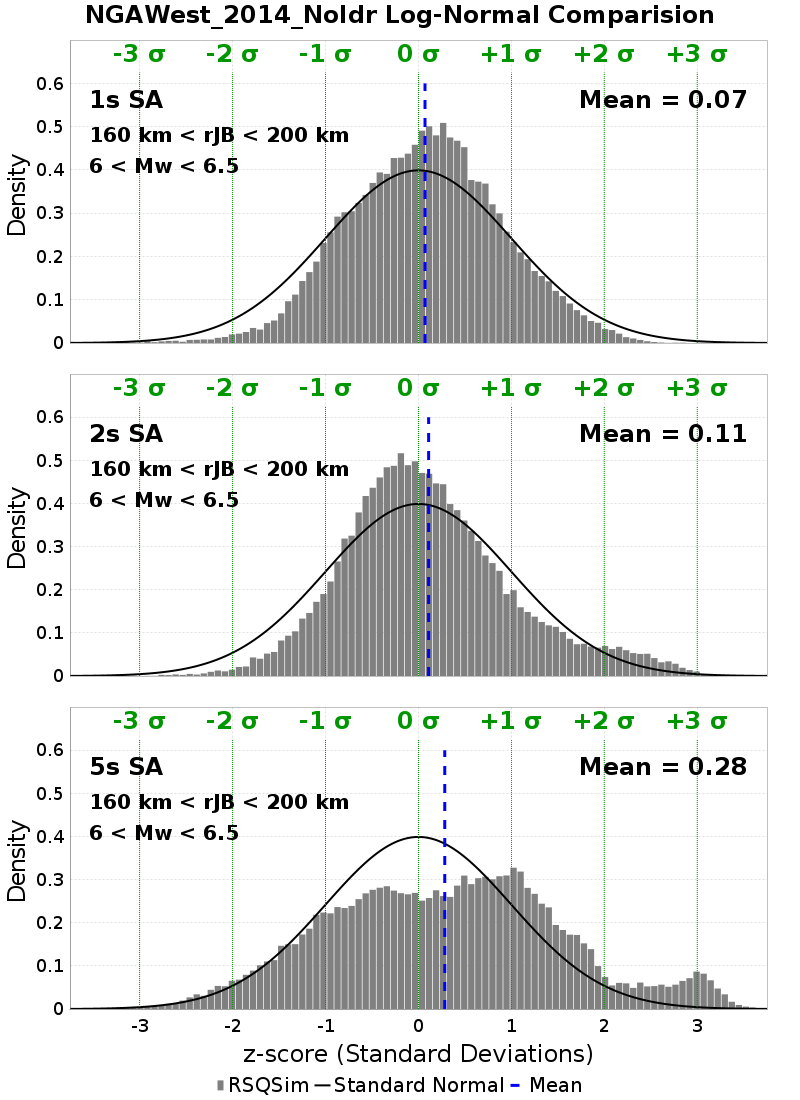 NGAWest_2014_NoIdr Log-Normal Comparision
-3 σ -2 σ -1 σ 0 σ +1 σ +2 σ +3 σ
1s SA
Mean = 0.07
160 km < rJB < 200 km
6 < Mw < 6.5
Density
0.6
0.5
0.4
0.3
0.2
0.1
0
-3 σ -2 σ -1 σ 0 σ +1 σ +2 σ +3 σ
2s SA
Mean = 0.11
160 km < rJB < 200 km
6 < Mw < 6.5
Density
0.6
0.5
0.4
0.3
0.2
0.1
0
-3 σ -2 σ -1 σ 0 σ +1 σ +2 σ +3 σ
5s SA
Mean = 0.28
160 km < rJB < 200 km
6 < Mw < 6.5
Density
0.6
0.5
0.4
0.3
0.2
0.1
0
-3 -2 -1 0 1 2 3
z-score (Standard Deviations)
RSQSim Standard Normal Mean